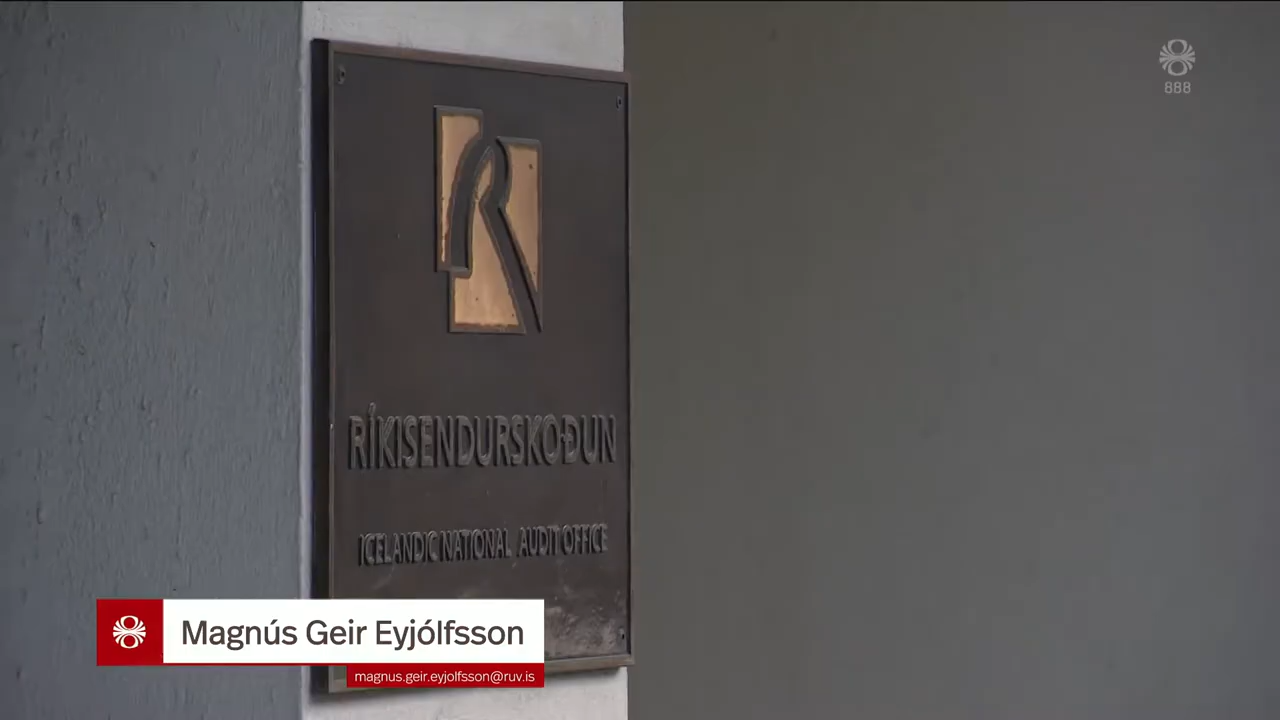 888
RÍKISENDURSKOÐUN
ICELANDIC NATIONAL AUDIT OFFICE
Magnús Geir Eyjólfsson
magnus.geir.eyjolfsson@ruv.is